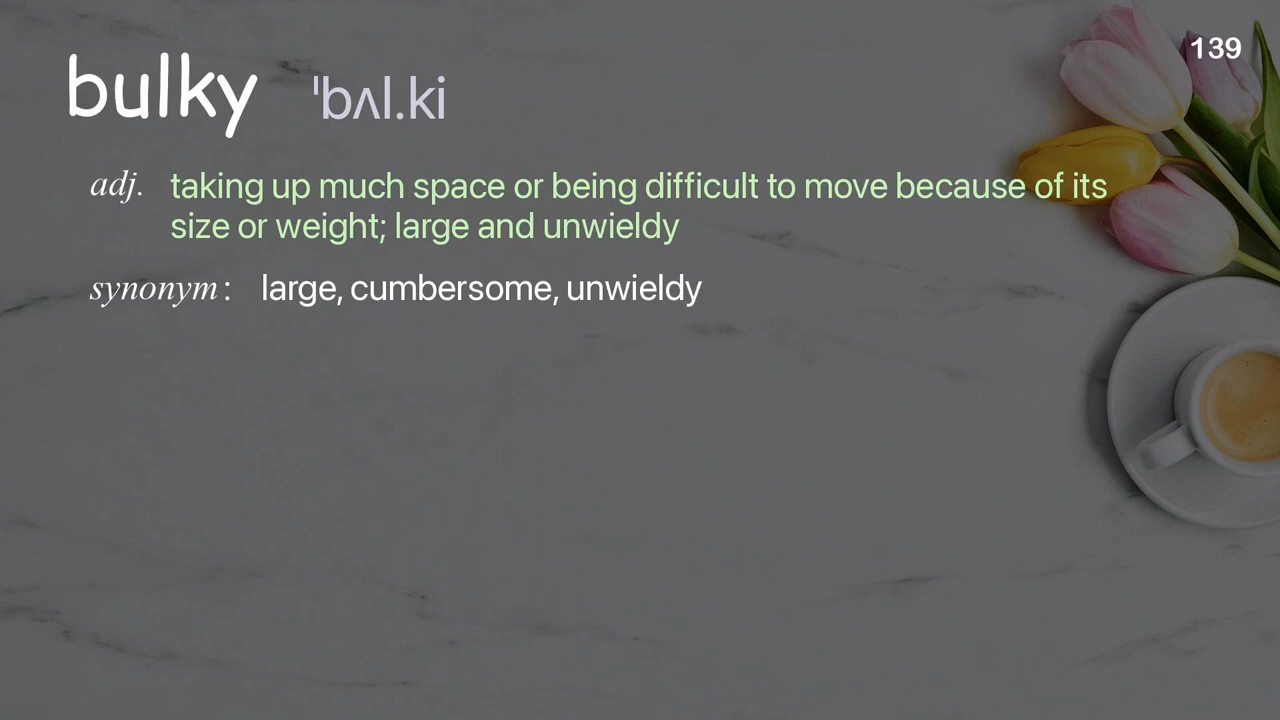 139
bulky ˈbʌl.ki
adj. taking up much space or being difficult to move because of its
size or weight; large and unwieldy
synonym: large, cumbersome, unwieldy